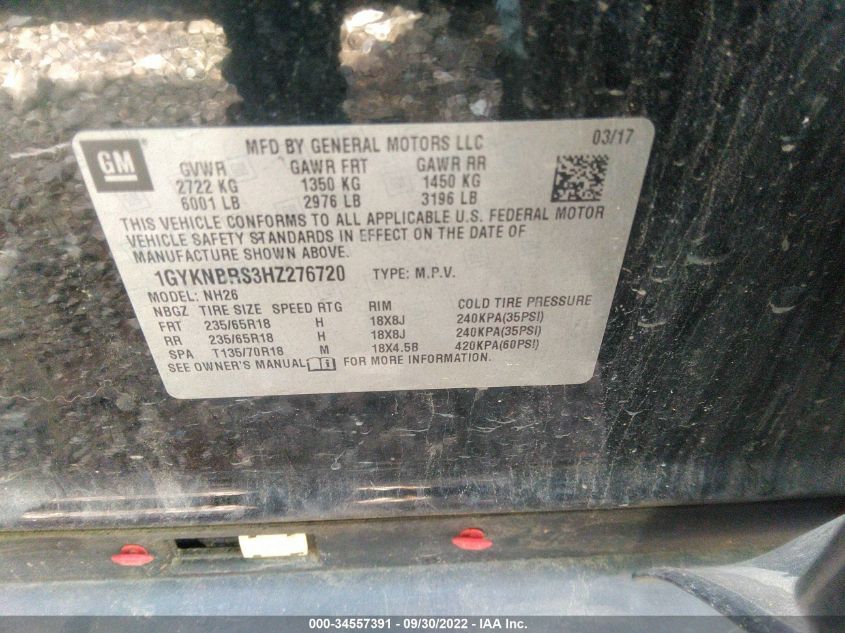 GM
MFD BY GENERAL MOTORS LLC 03/17
GVWR GAWR FRT GAWR RR
2722 KG 1350 KG 1450 KG
6001 LB 2976 LB 3196 LB
THIS VEHICLE CONFORMS TO ALL APPLICABLE U.S. FEDERAL MOTOR
VEHICLE SAFETY STANDARDS IN EFFECT ON THE DATE OF
MANUFACTURE SHOWN ABOVE.
1GYKNBRS3HZ276720 TYPE: M.P.V.
MODEL: NH26
NBGZ TIRE SIZE SPEED RTG RIM COLD TIRE PRESSURE
FRT 235/65R18 H 18X8J 240KPA(35PSI)
RR 235/65R18 H 18X8J 240KPA(35PSI)
SPA T135/70R18 M 18X4.5B 420KPA(60PSI)
SEE OWNER'S MANUAL FOR MORE INFORMATION.
000-34557391 - 09/30/2022 - IAA Inc.